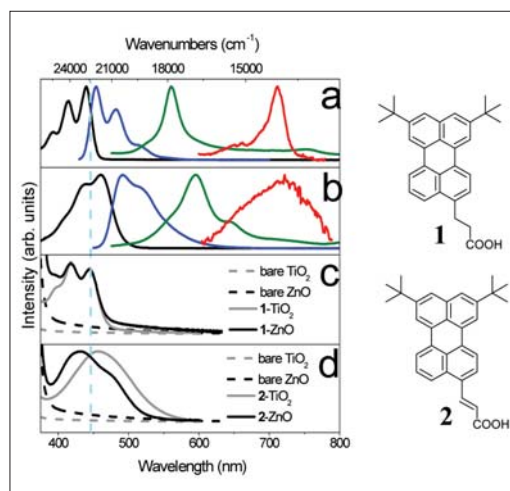 Wavenumbers (cm⁻¹)
24000 21000 18000 15000
a
b
c
bare TiO₂
bare ZnO
1-TiO₂
1-ZnO
d
bare TiO₂
bare ZnO
2-TiO₂
2-ZnO
Intensity (arb. units)
400 500 600 700 800
Wavelength (nm)
COOH
1
COOH
2